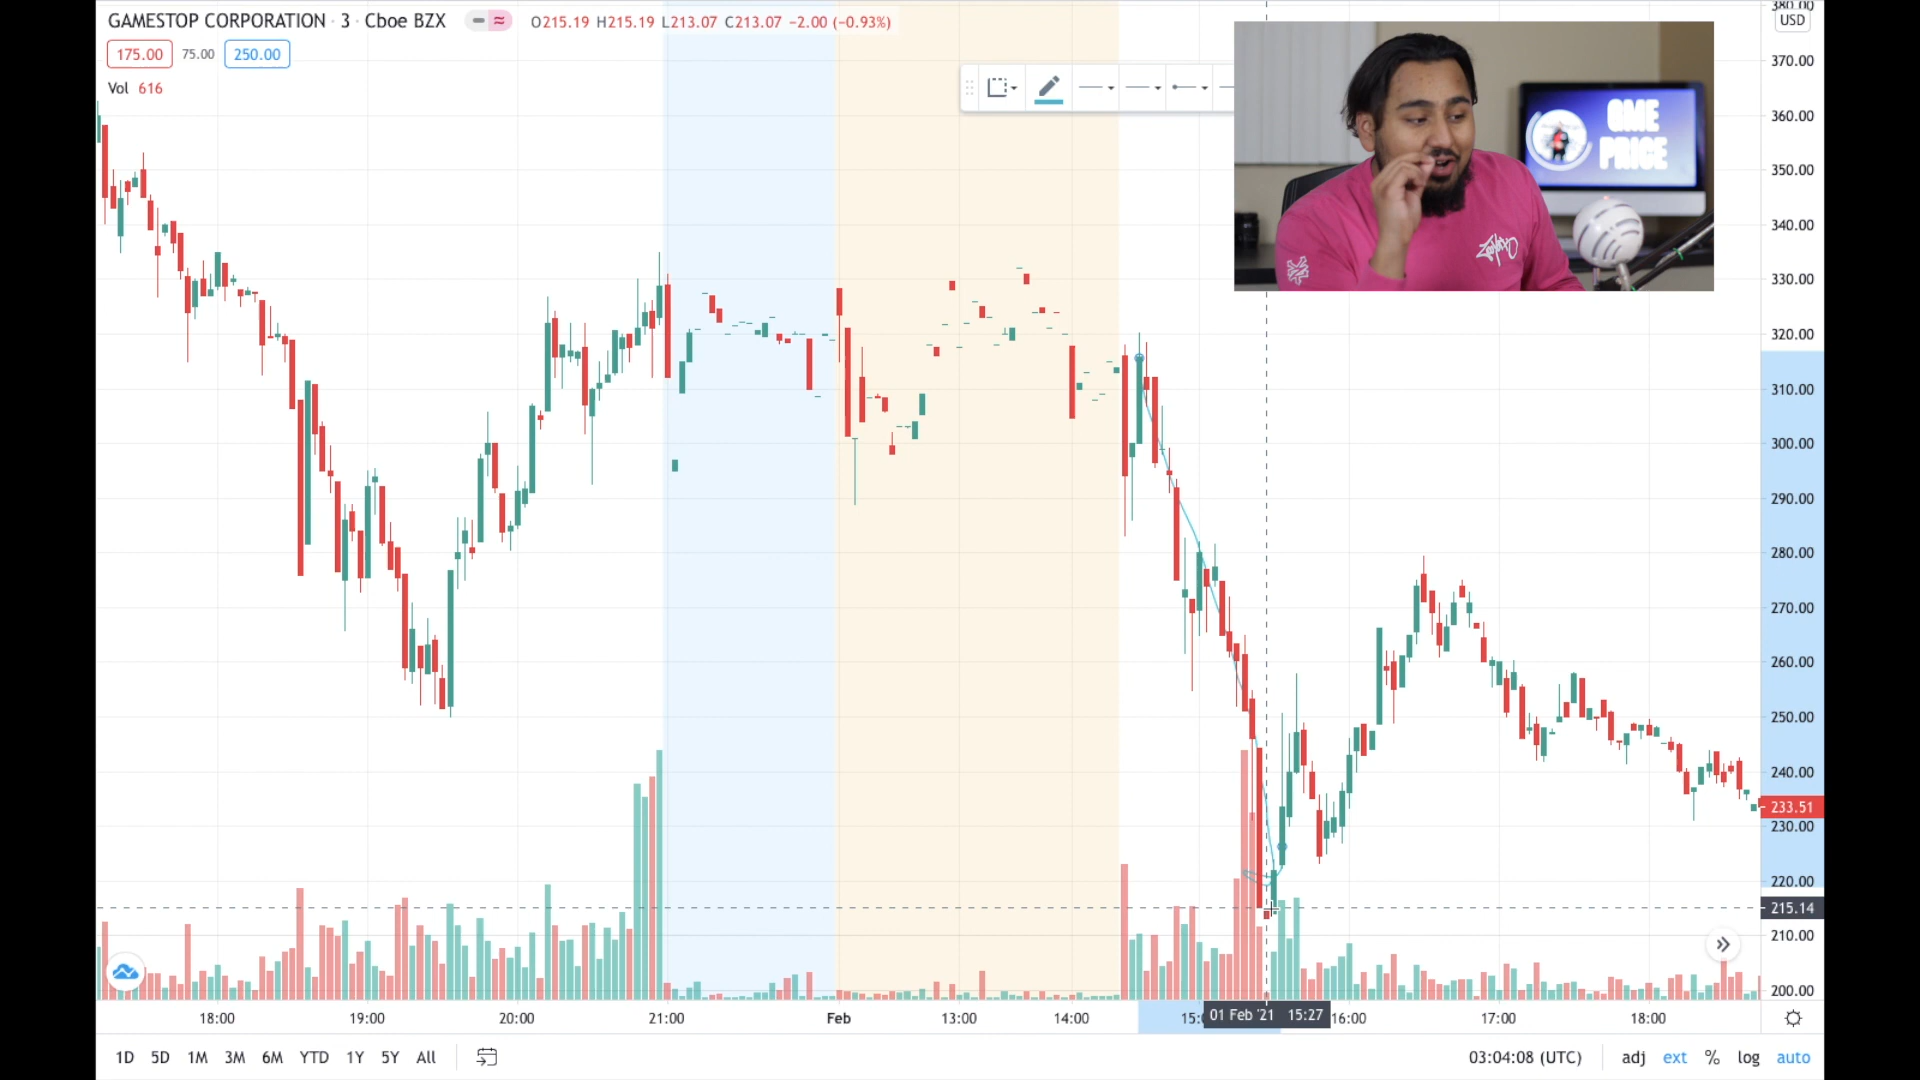 GAMESTOP CORPORATION · 3 · Cboe BZX O215.19 H215.19 L213.07 C213.07 −2.00 (−0.93%)
175.00 75.00 250.00
Vol 616
380.00
USD
370.00
360.00
350.00
340.00
330.00
320.00
310.00
300.00
290.00
280.00
270.00
260.00
250.00
240.00
233.51
230.00
220.00
215.14
210.00
200.00
GME
PRICE
18:00 19:00 20:00 21:00 Feb 13:00 14:00 01 Feb '21 15:27 16:00 17:00 18:00
1D 5D 1M 3M 6M YTD 1Y 5Y All 03:04:08 (UTC) adj ext % log auto